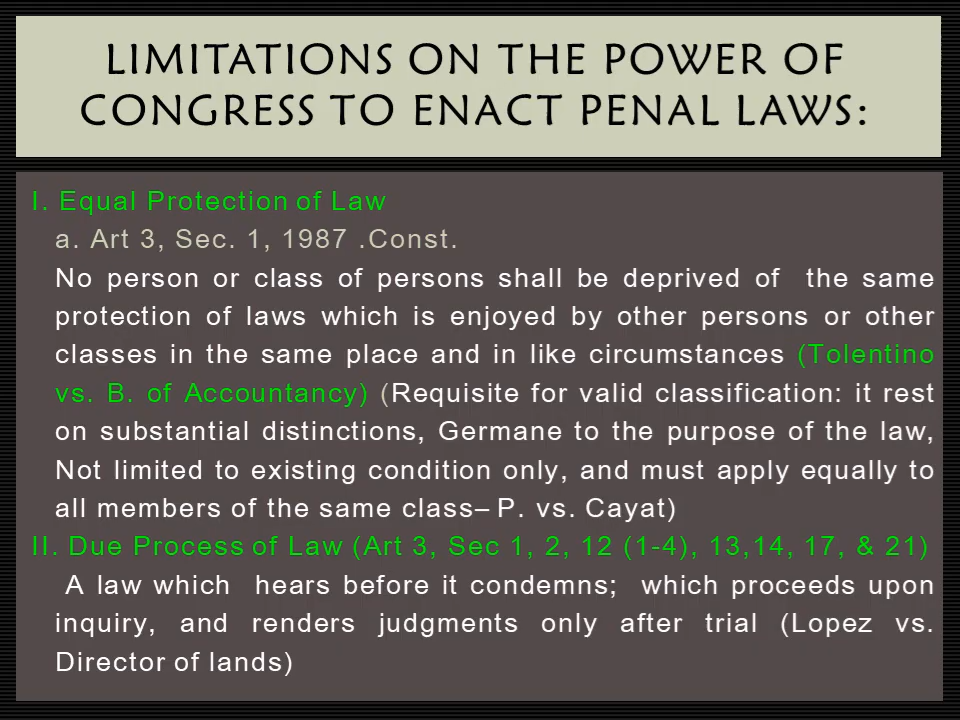 LIMITATIONS ON THE POWER OF
CONGRESS TO ENACT PENAL LAWS:
I. Equal Protection of Law
a. Art 3, Sec. 1, 1987 .Const.
No person or class of persons shall be deprived of the same
protection of laws which is enjoyed by other persons or other
classes in the same place and in like circumstances (Tolentino
vs. B. of Accountancy) (Requisite for valid classification: it rest
on substantial distinctions, Germane to the purpose of the law,
Not limited to existing condition only, and must apply equally to
all members of the same class– P. vs. Cayat)
II. Due Process of Law (Art 3, Sec 1, 2, 12 (1-4), 13,14, 17, & 21)
A law which hears before it condemns; which proceeds upon
inquiry, and renders judgments only after trial (Lopez vs.
Director of lands)